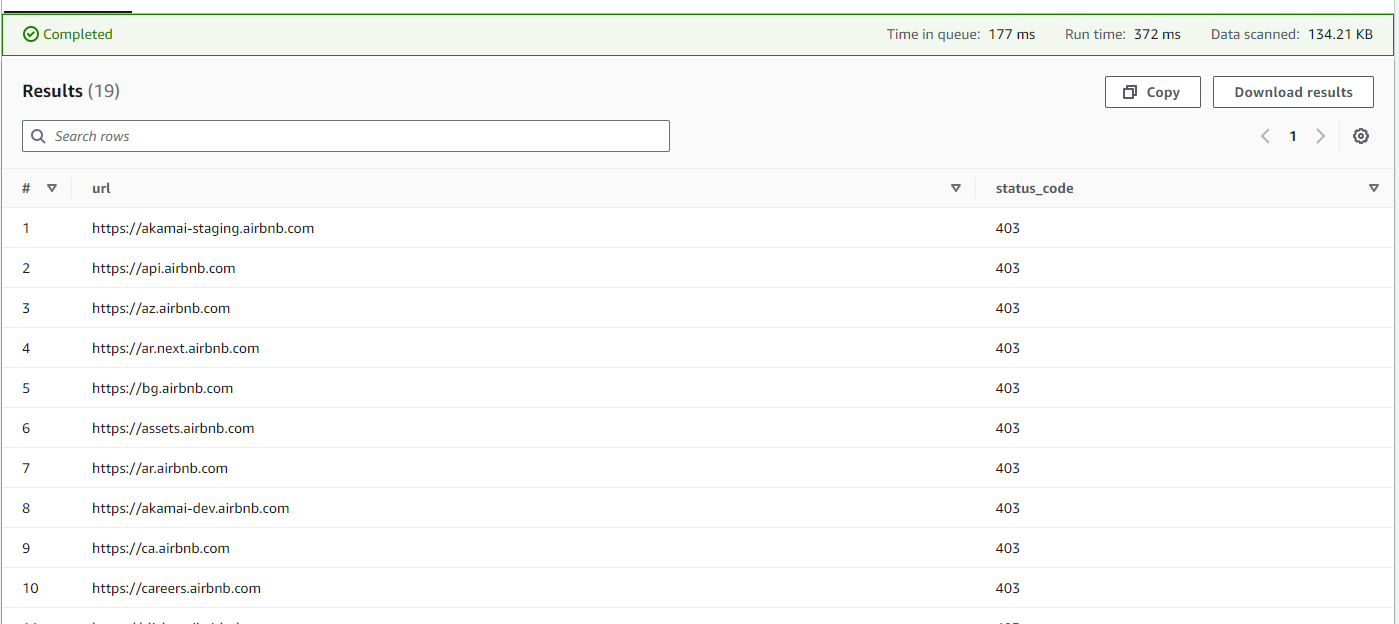 Completed Time in queue: 177 ms Run time: 372 ms Data scanned: 134.21 KB
Results (19) Copy Download results
Search rows 1
# url status_code
1 https://akamai-staging.airbnb.com 403
2 https://api.airbnb.com 403
3 https://az.airbnb.com 403
4 https://ar.next.airbnb.com 403
5 https://bg.airbnb.com 403
6 https://assets.airbnb.com 403
7 https://ar.airbnb.com 403
8 https://akamai-dev.airbnb.com 403
9 https://ca.airbnb.com 403
10 https://careers.airbnb.com 403